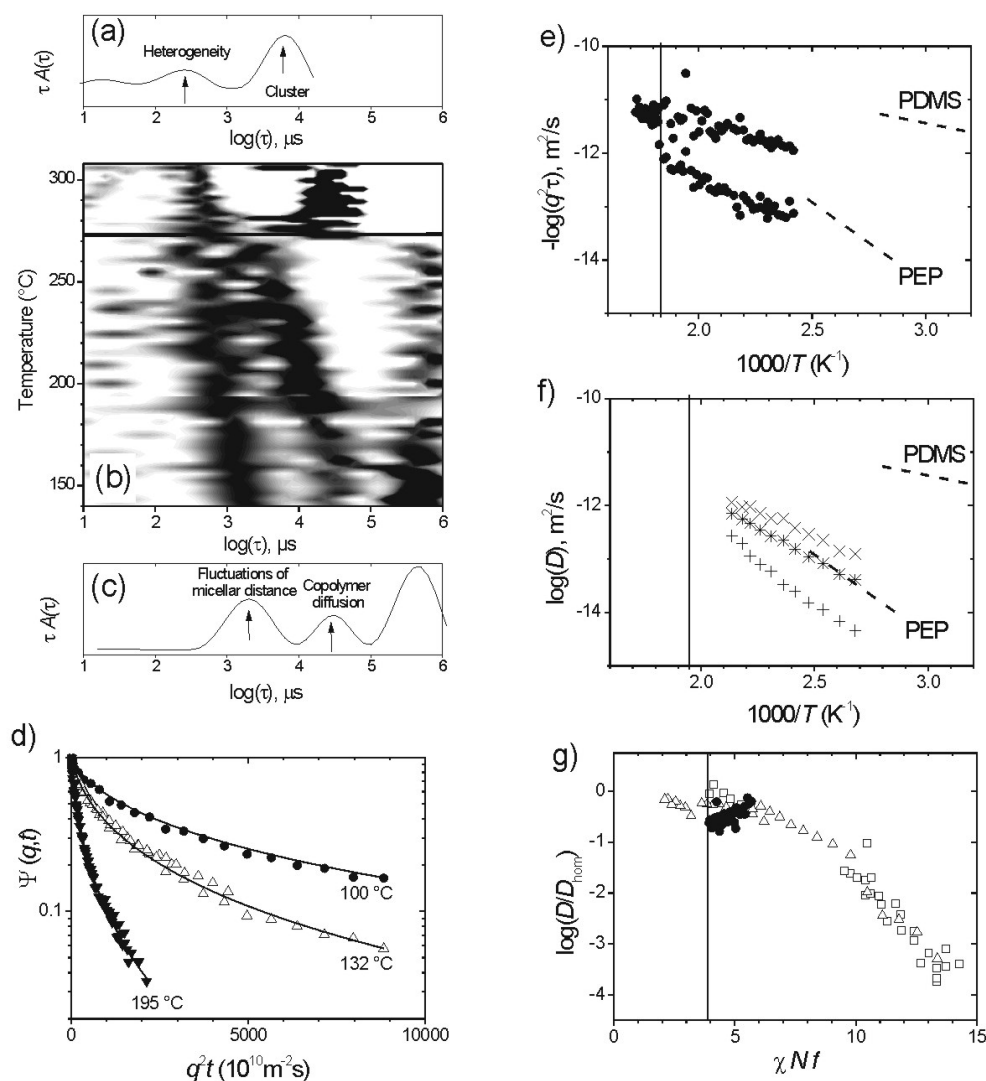 (a)
Heterogeneity
Cluster
τ A(τ)
1 2 3 4 5 6
log(τ), µs
300
250
200
150
Temperature (°C)
(b)
1 2 3 4 5 6
log(τ), µs
(c)
Fluctuations of
micellar distance
Copolymer
diffusion
τ A(τ)
1 2 3 4 5 6
log(τ), µs
d)
1
0.1
Ψ (q,t)
100 °C
132 °C
195 °C
0 5000 10000
q²t (10¹⁰m⁻²s)
e)
-10
-11
-12
-13
-14
-log(q²τ), m²/s
PDMS
PEP
2.0 2.5 3.0
1000/T (K⁻¹)
f)
-10
-12
-14
log(D), m²/s
PDMS
PEP
2.0 2.5 3.0
1000/T (K⁻¹)
g)
0
-1
-2
-3
-4
log(D/D_hom)
0 5 10 15
χ N f